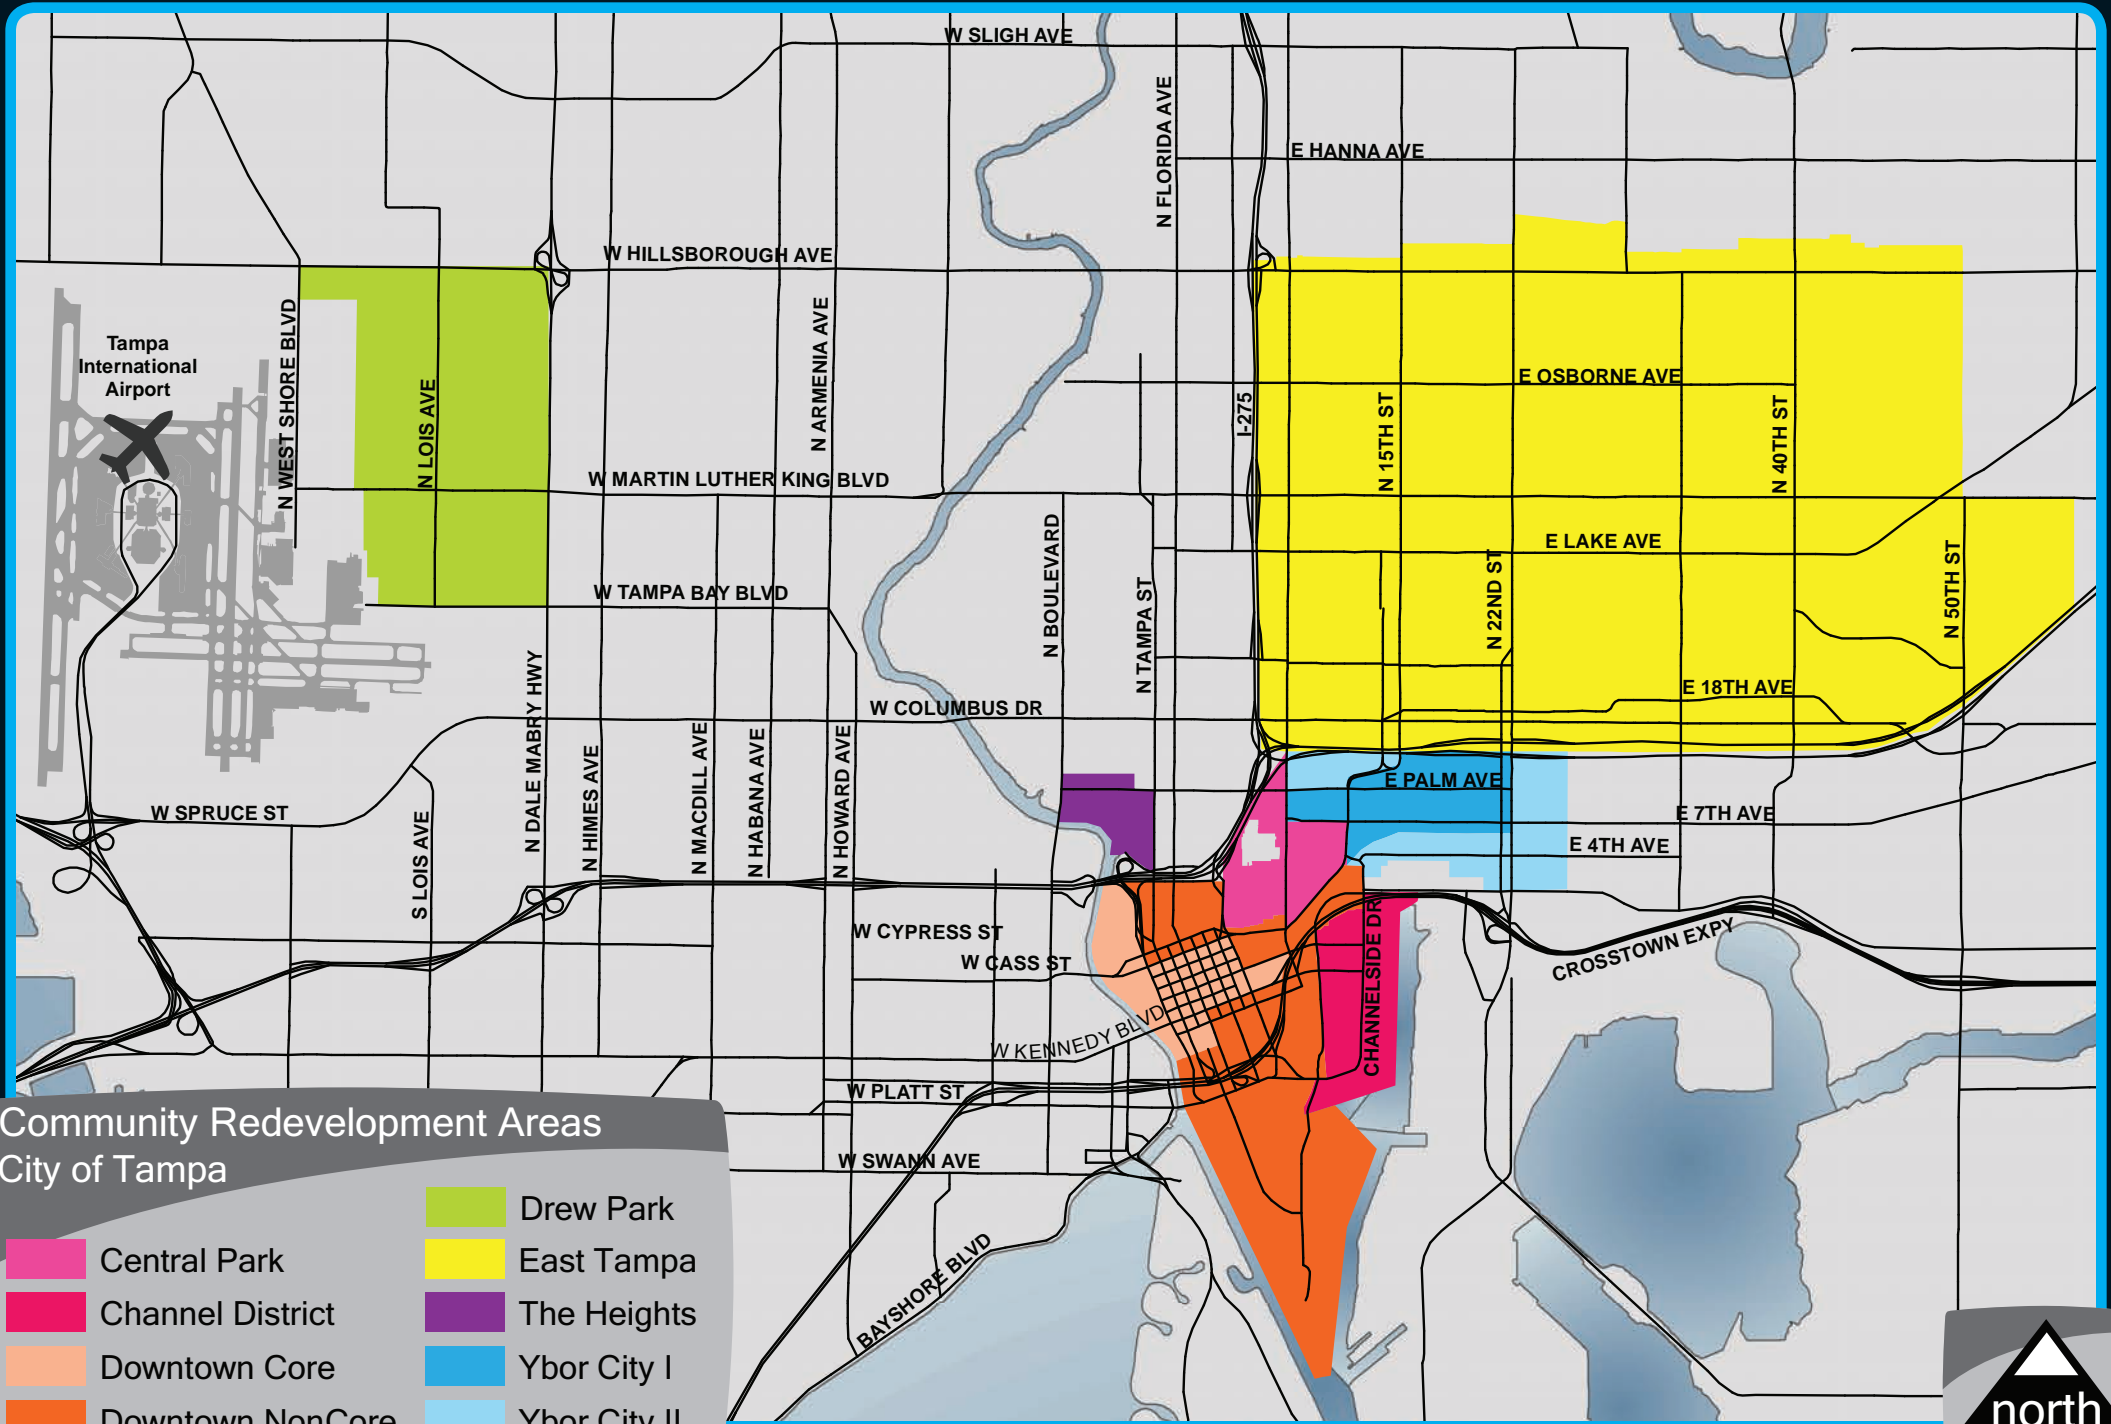 W SLIGH AVE
N FLORIDA AVE
E HANNA AVE
W HILLSBOROUGH AVE
Tampa
International
Airport
N WEST SHORE BLVD
N LOIS AVE
N ARMENIA AVE
I-275
N 15TH ST
E OSBORNE AVE
N 40TH ST
W MARTIN LUTHER KING BLVD
N BOULEVARD
N TAMPA ST
E LAKE AVE
N 22ND ST
N 50TH ST
W TAMPA BAY BLVD
E 18TH AVE
W COLUMBUS DR
N DALE MABRY HWY
N HIMES AVE
N MACDILL AVE
N HABANA AVE
N HOWARD AVE
E PALM AVE
W SPRUCE ST
S LOIS AVE
E 7TH AVE
E 4TH AVE
W CYPRESS ST
W CASS ST
CHANNELSIDE DR
CROSSTOWN EXPY
W KENNEDY BLVD
W PLATT ST
W SWANN AVE
BAYSHORE BLVD
Community Redevelopment Areas
City of Tampa
Central Park
Channel District
Downtown Core
Downtown NonCore
Drew Park
East Tampa
The Heights
Ybor City I
Ybor City II
north